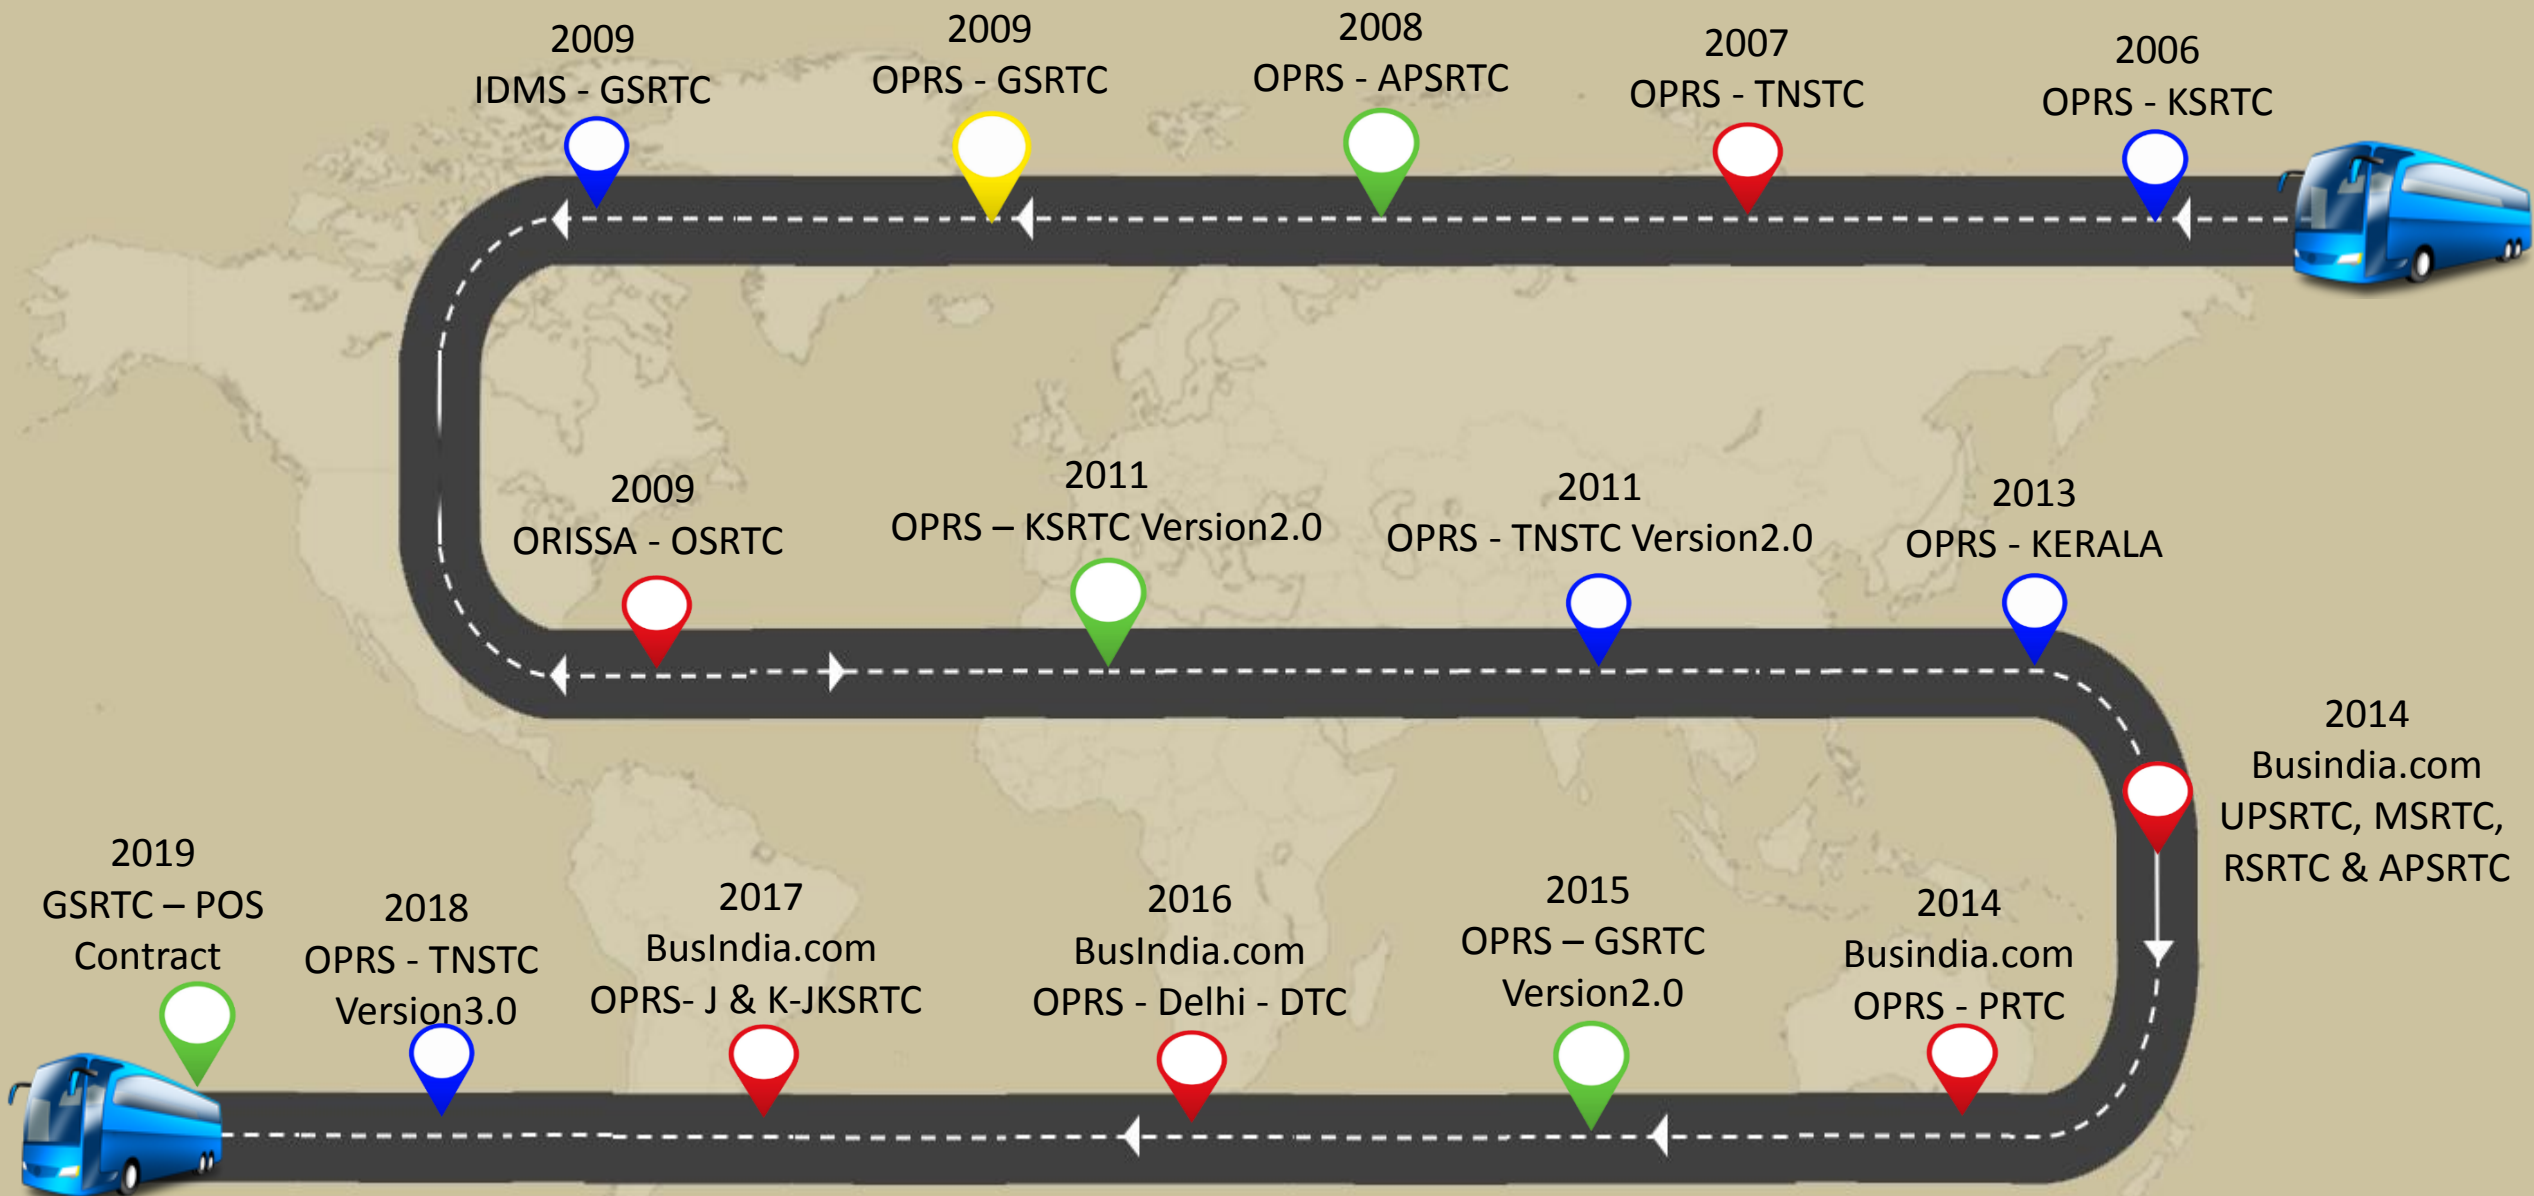 2009
IDMS - GSRTC
2009
OPRS - GSRTC
2008
OPRS - APSRTC
2007
OPRS - TNSTC
2006
OPRS - KSRTC
2009
ORISSA - OSRTC
2011
OPRS – KSRTC Version2.0
2011
OPRS - TNSTC Version2.0
2013
OPRS - KERALA
2014
Busindia.com
UPSRTC, MSRTC,
RSRTC & APSRTC
2019
GSRTC – POS
Contract
2018
OPRS - TNSTC
Version3.0
2017
BusIndia.com
OPRS- J & K-JKSRTC
2016
BusIndia.com
OPRS - Delhi - DTC
2015
OPRS – GSRTC
Version2.0
2014
Busindia.com
OPRS - PRTC